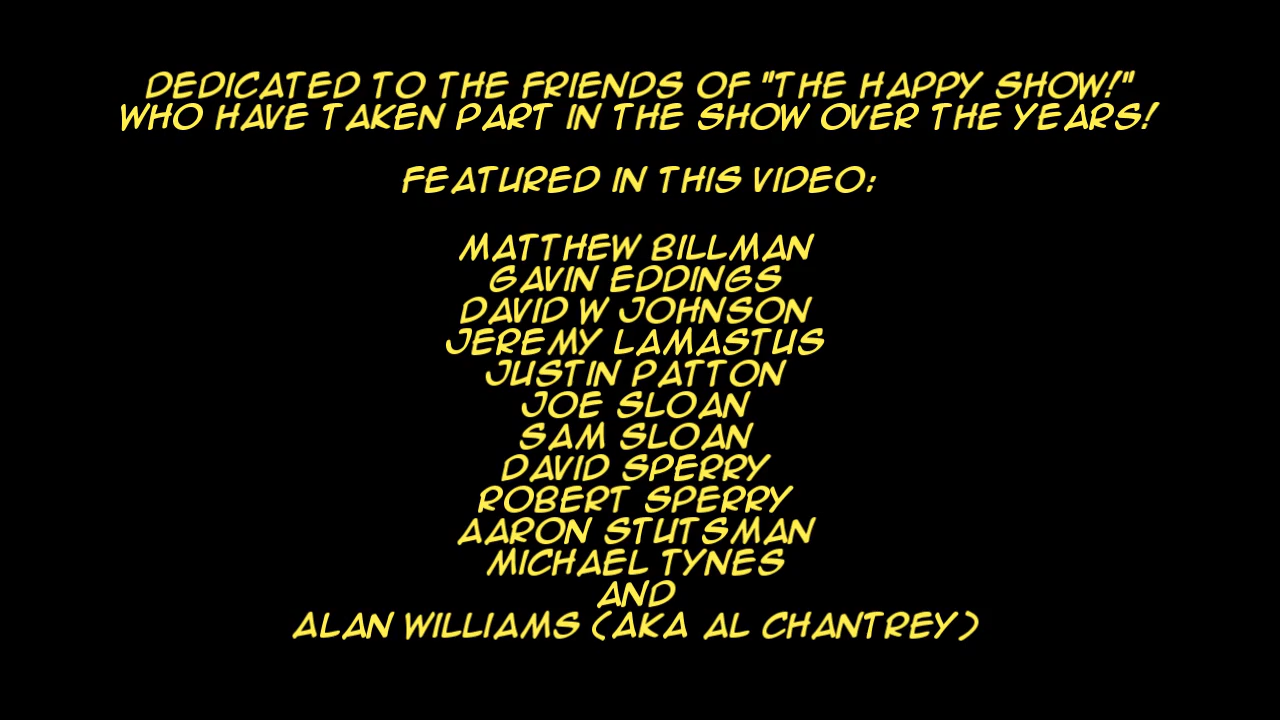 DEDICATED TO THE FRIENDS OF "THE HAPPY SHOW!"
WHO HAVE TAKEN PART IN THE SHOW OVER THE YEARS!
FEATURED IN THIS VIDEO:
MATTHEW BILLMAN
GAVIN EDDINGS
DAVID W JOHNSON
JEREMY LAMASTUS
JUSTIN PATTON
JOE SLOAN
SAM SLOAN
DAVID SPERRY
ROBERT SPERRY
AARON STUTSMAN
MICHAEL TYNES
AND
ALAN WILLIAMS (AKA AL CHANTREY)